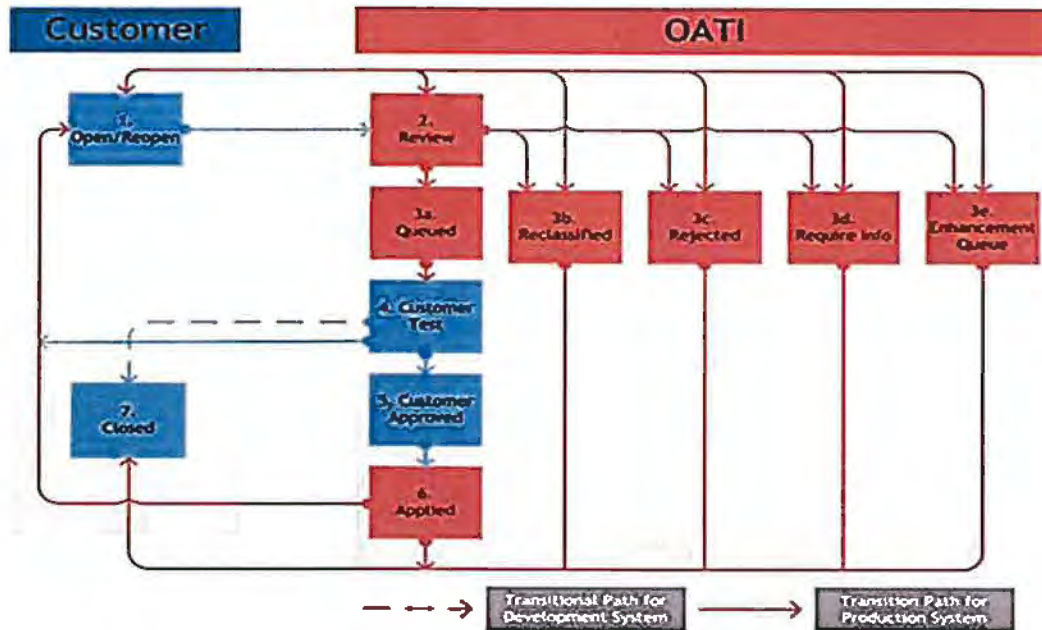 Customer
OATI
1.
Open/Reopen
2.
Review
3a.
Queued
3b.
Reclassified
3c.
Rejected
3d.
Require Info
3e.
Enhancement
Queue
4. Customer
Test
5. Customer
Approved
7.
Closed
6.
Applied
Transitional Path for
Development System
Transition Path for
Production System